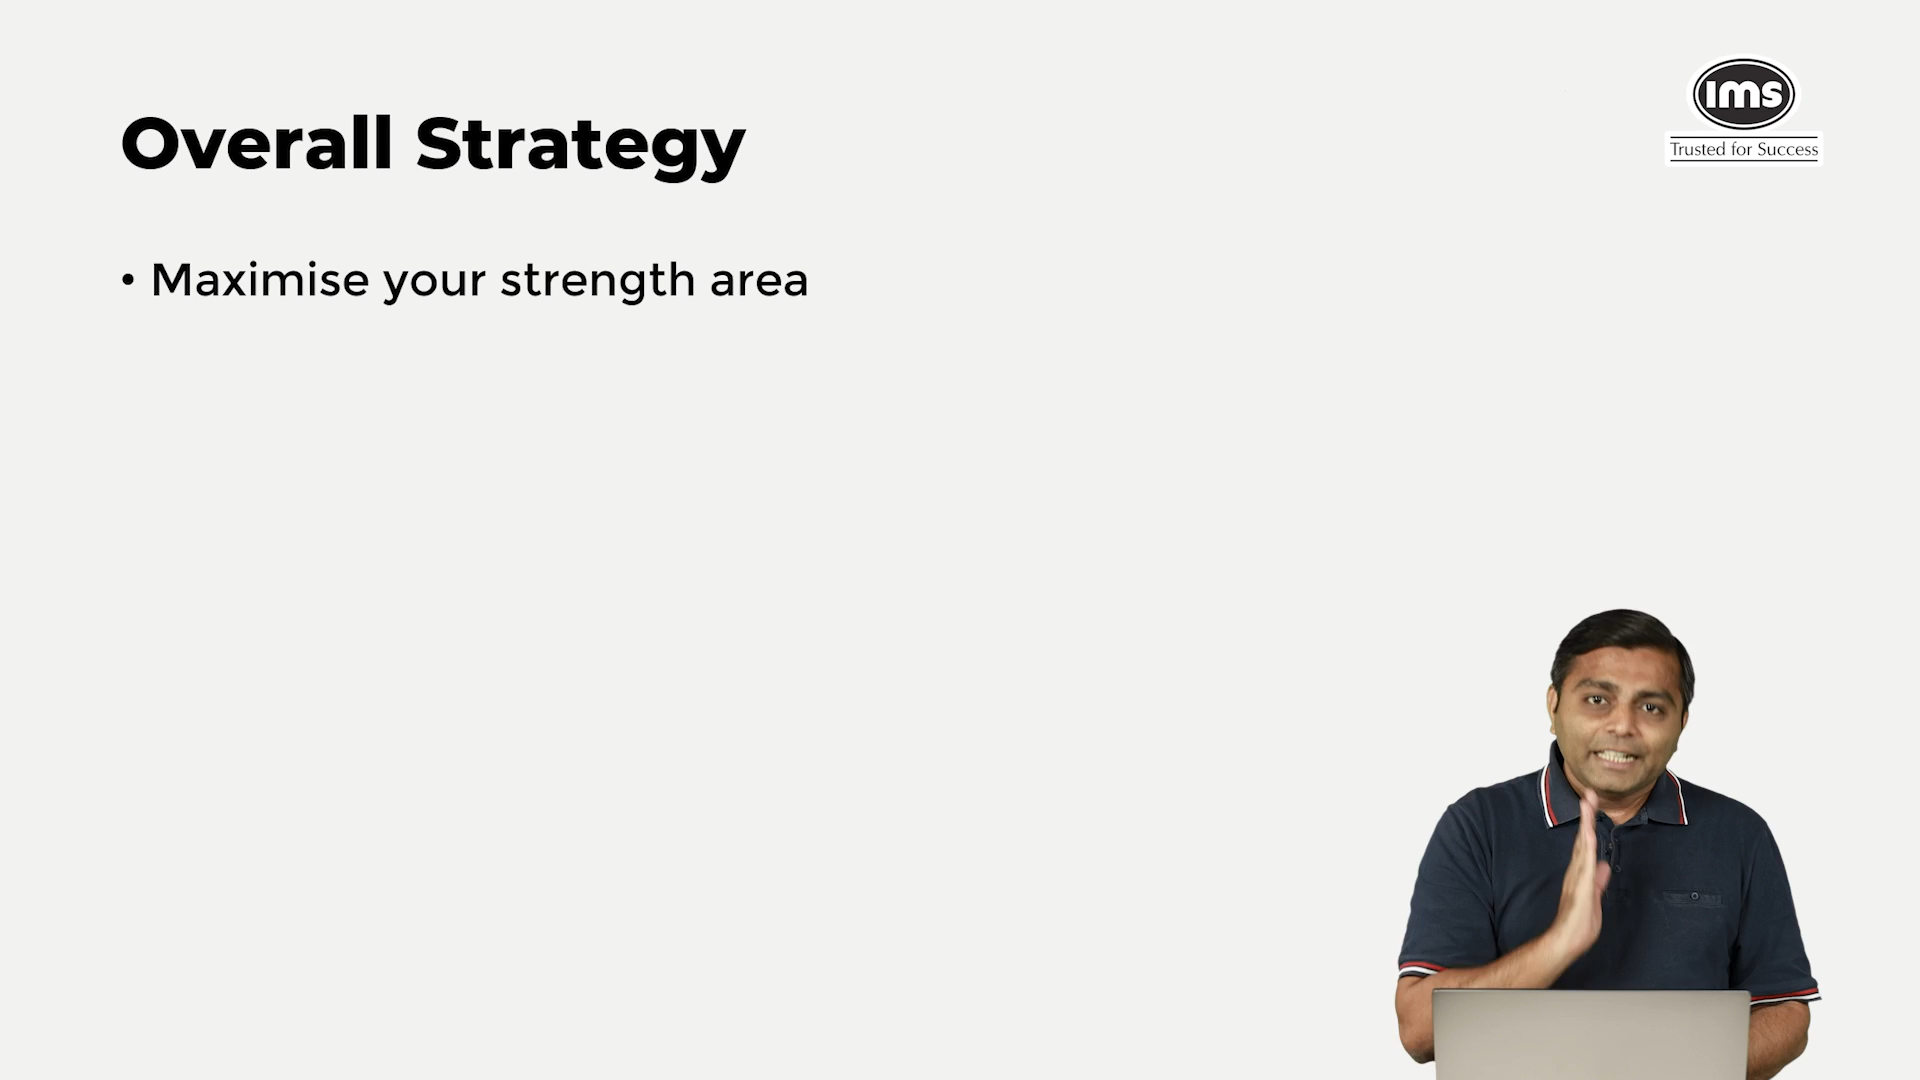 ims
Trusted for Success
Overall Strategy
• Maximise your strength area